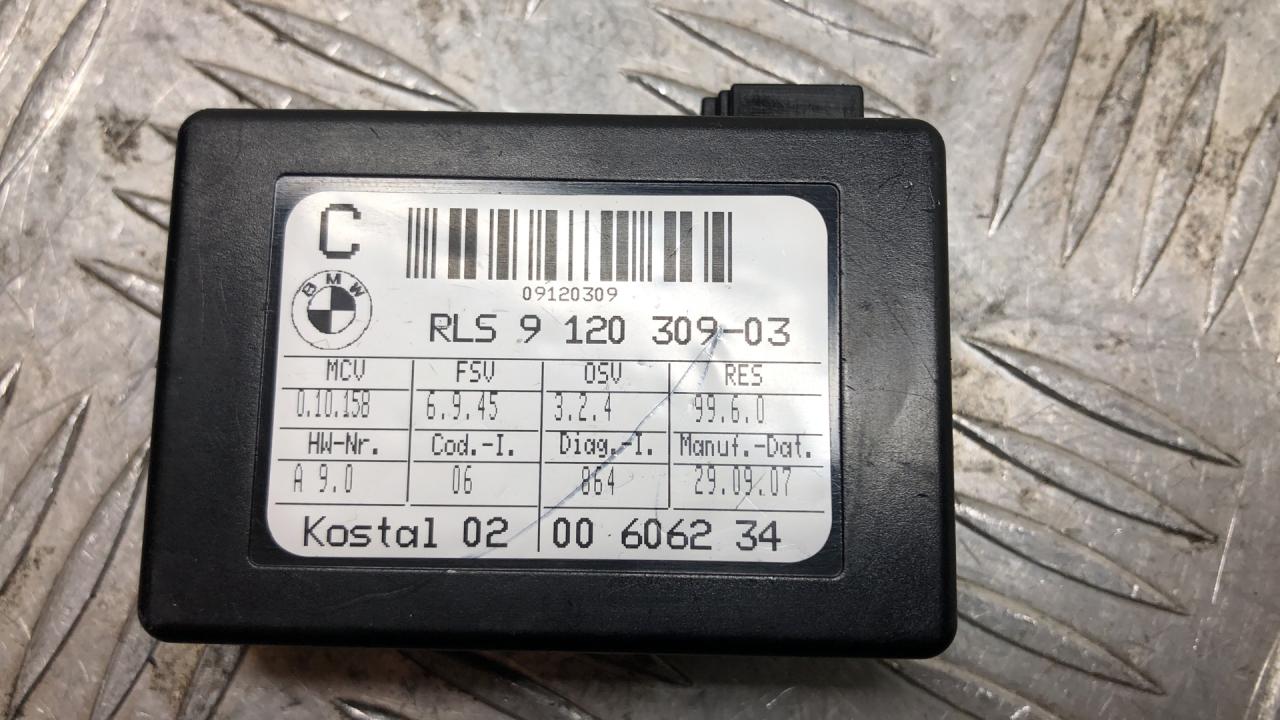 C
BMW
09120309
RLS 9 120 309-03
MCV FSV OSV RES
0.10.158 6.9.45 3.2.4 99.6.0
HW-Nr. Cod.-I. Diag.-I. Manuf.-Dat.
A 9.0 06 864 29.09.07
Kostal 02 00 6062 34